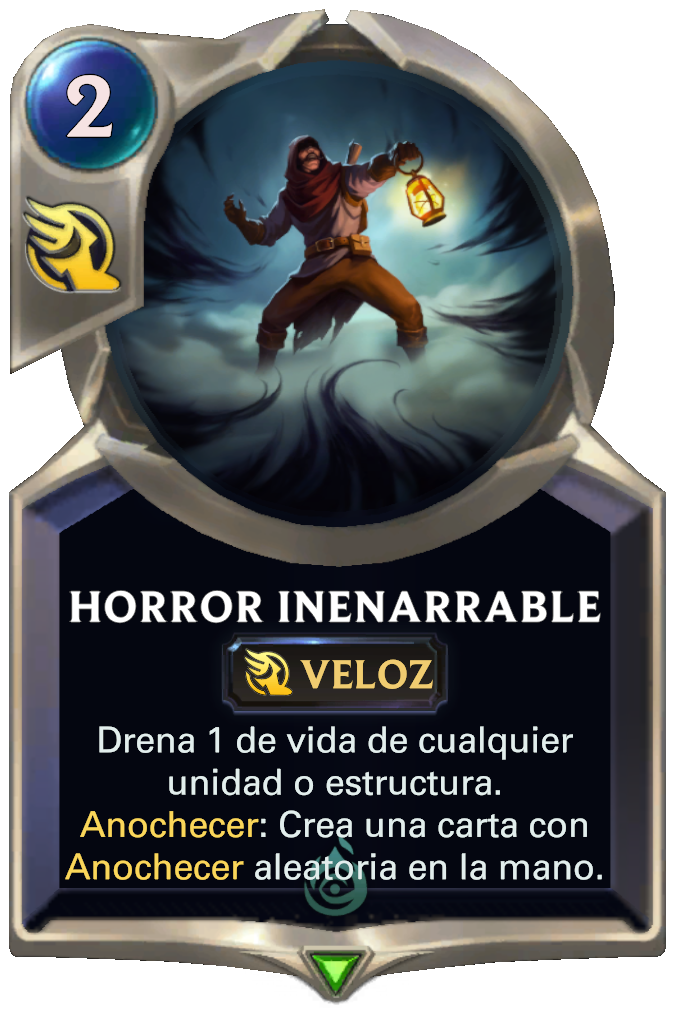 2
HORROR INENARRABLE
VELOZ
Drena 1 de vida de cualquier
unidad o estructura.
Anochecer: Crea una carta con
Anochecer aleatoria en la mano.